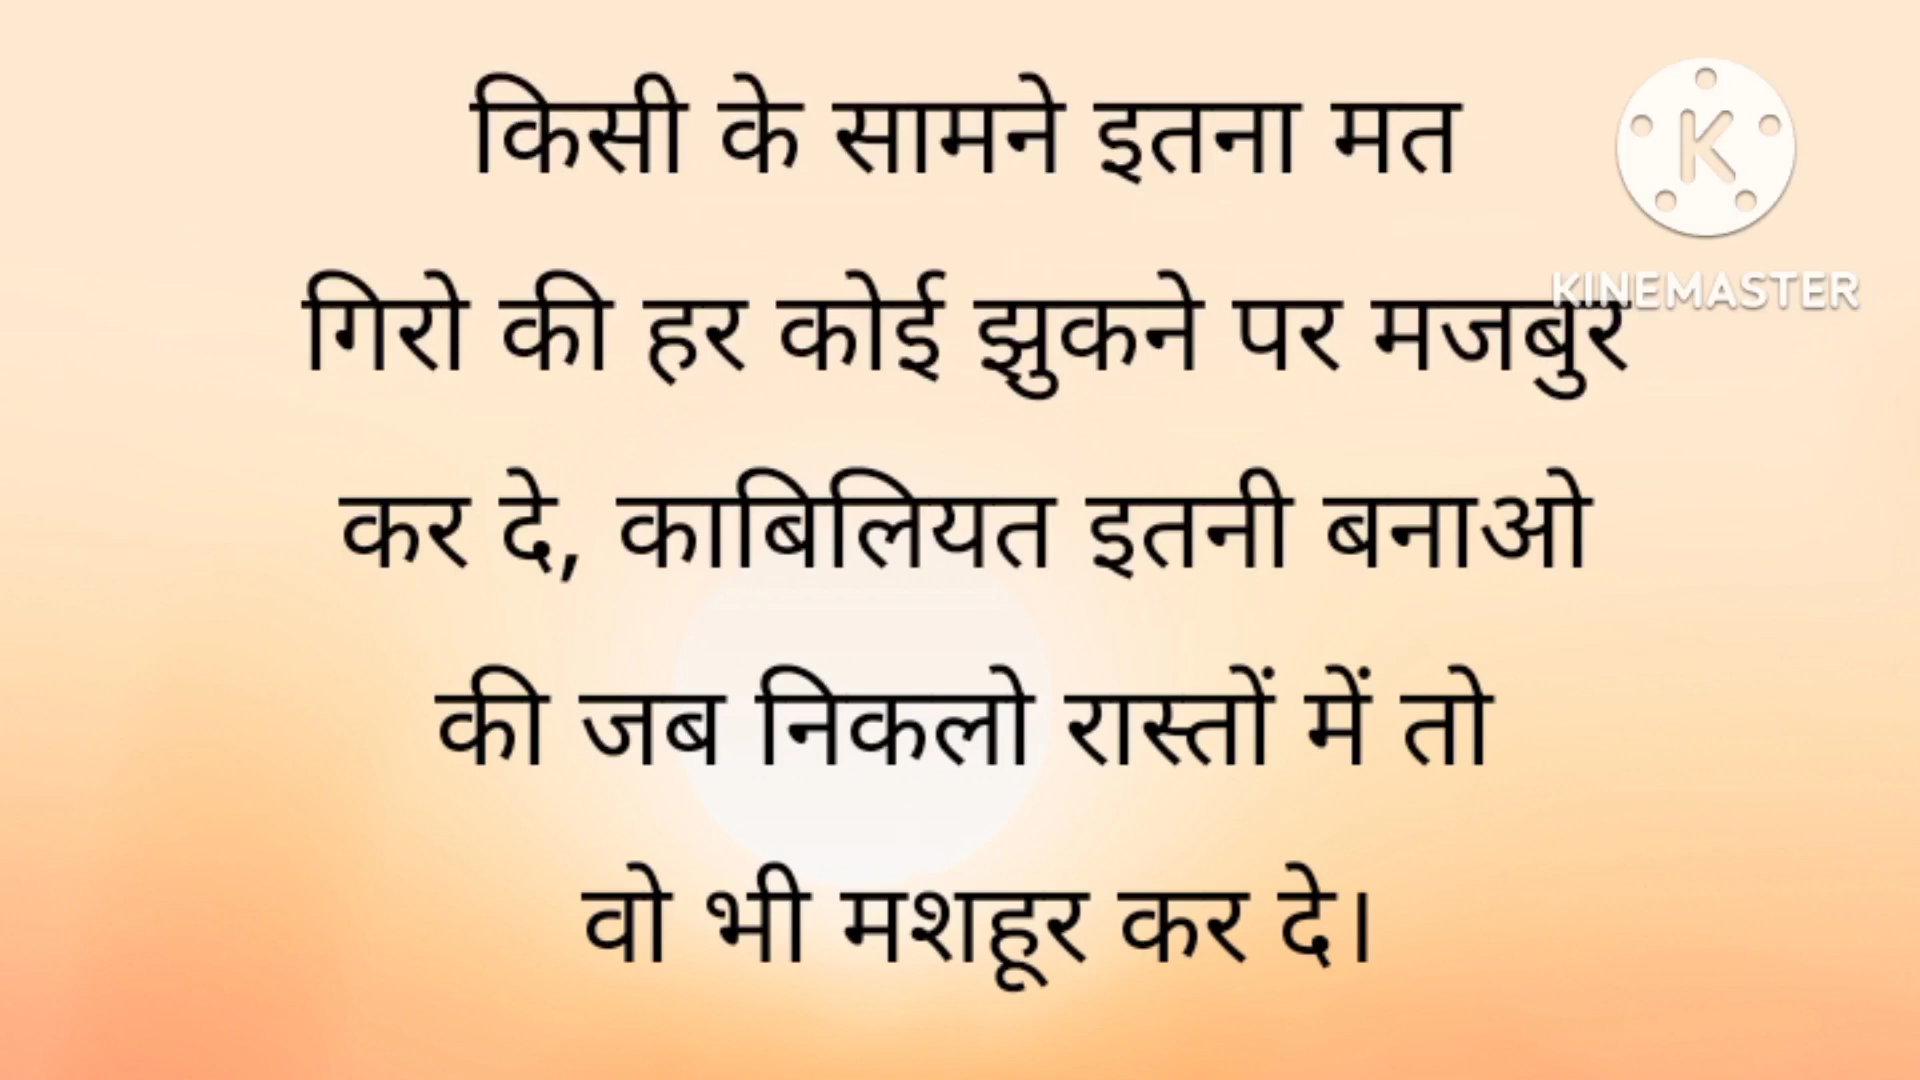 किसी के सामने इतना मत
गिरो की हर कोई झुकने पर मजबुर
कर दे, काबिलियत इतनी बनाओ
की जब निकलो रास्तों में तो
वो भी मशहूर कर दे।
K
KINEMASTER